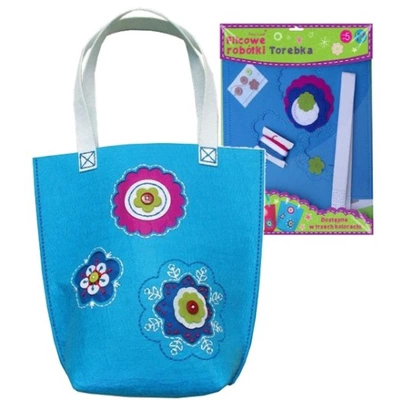 Filcowe
robótki Torebka
5
Dostępne
w trzech kolorach